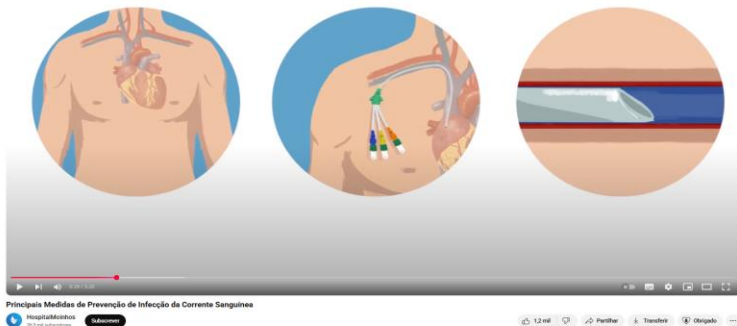 Principais Medidas de Prevenção de Infecção da Corrente Sanguínea
HospitalMoinhos
Subscrever
1,2 mil
Partilhar
Transferir
Obrigado